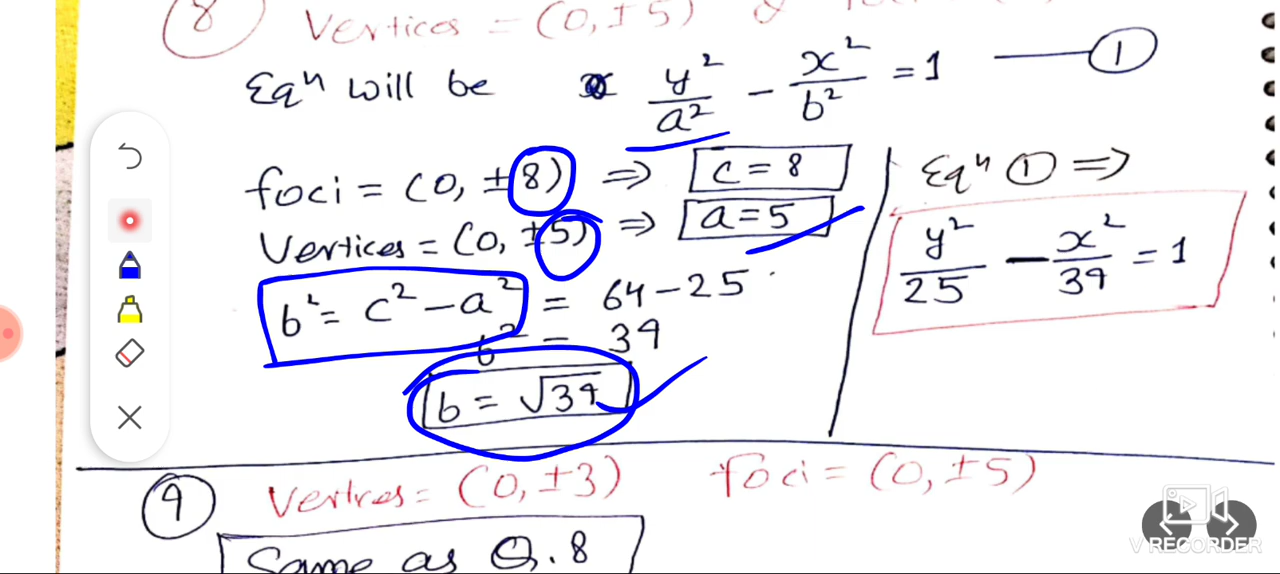 8 Vertices = (0, ±5) &
Eqⁿ will be y²/a² - x²/b² = 1 ①
foci = (0, ±8) ⇒ c = 8
Vertices = (0, ±5) ⇒ a = 5
b² = c² - a² = 64 - 25
b² = 39
b = √39
Eqⁿ ① ⇒
y²/25 - x²/39 = 1
9 Vertices = (0, ±3) foci = (0, ±5)
Same as Q.8
V RECORDER